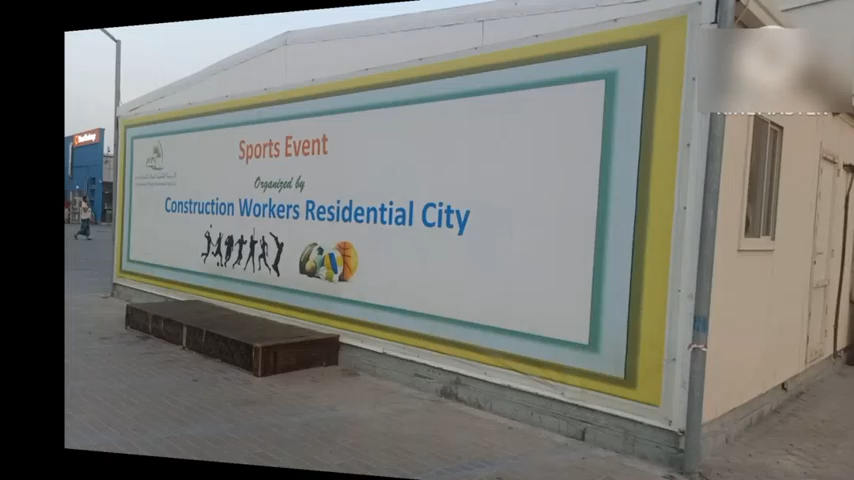 Sports Event
Organized by
Construction Workers Residential City